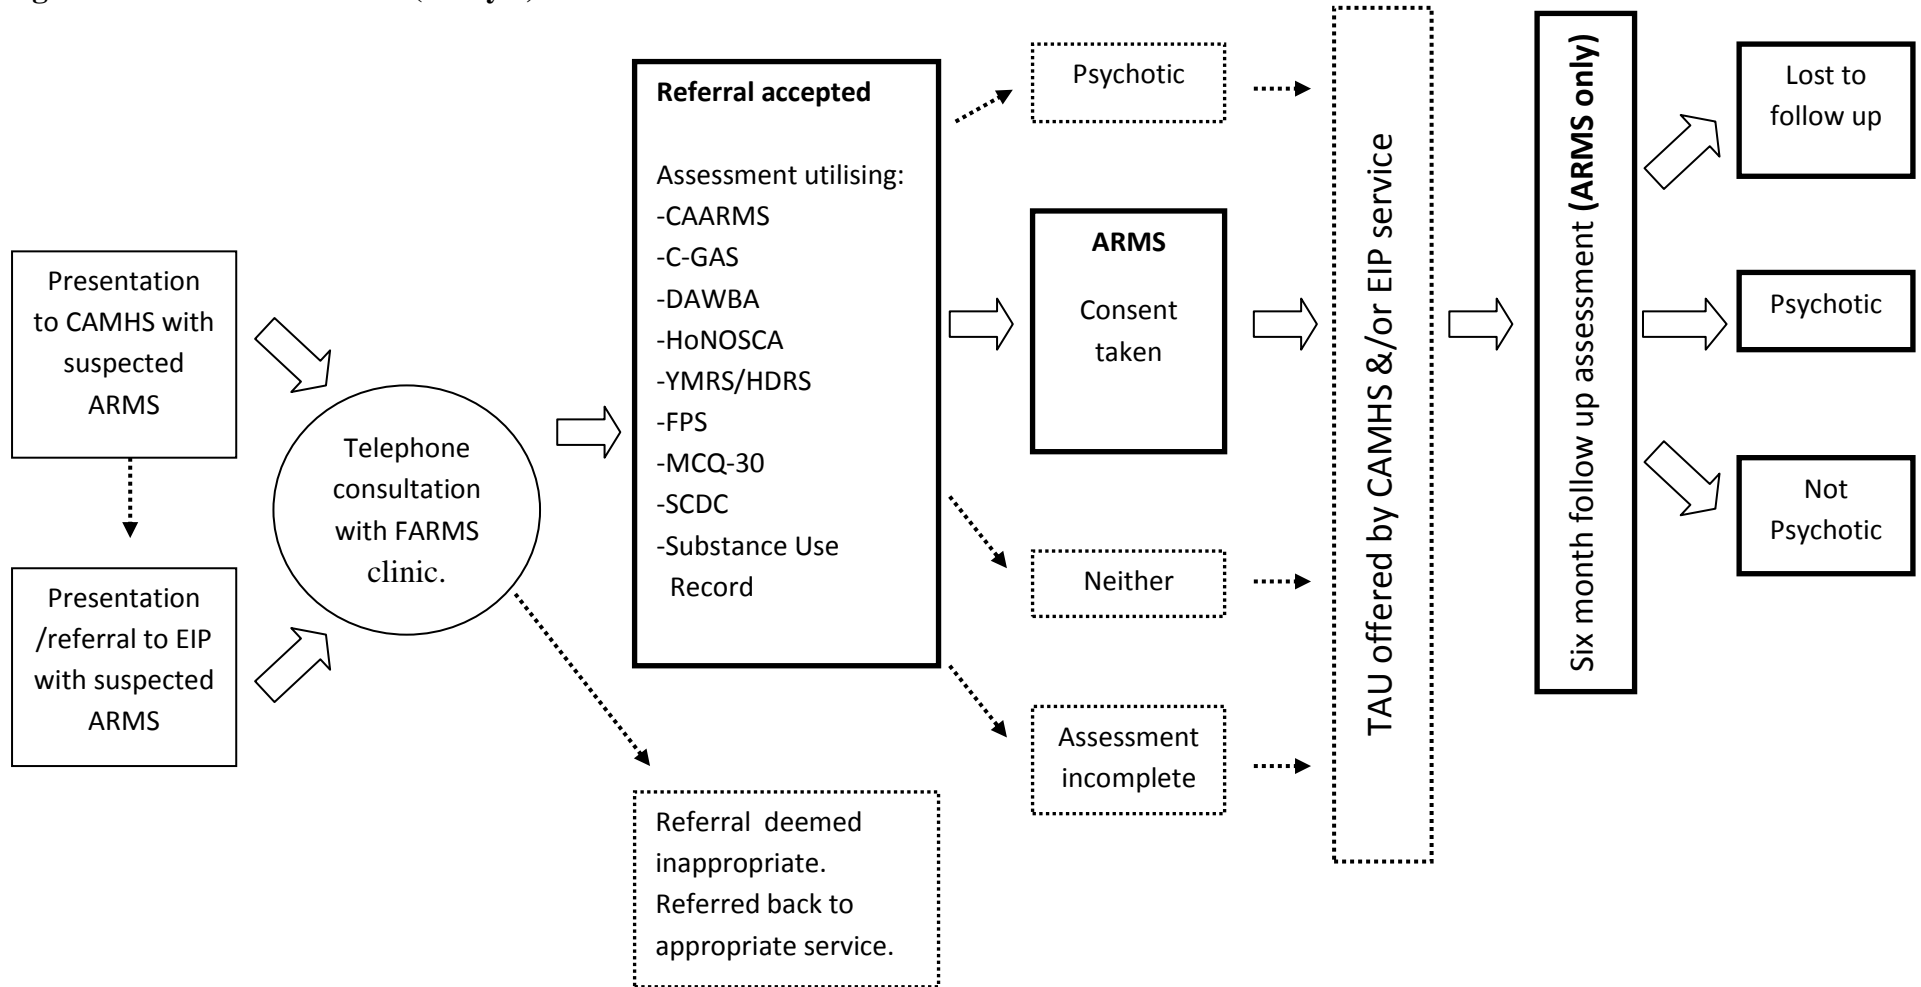 Presentation
to CAMHS with
suspected
ARMS
Presentation
/referral to EIP
with suspected
ARMS
Telephone
consultation
with FARMS
clinic.
Referral accepted
Assessment utilising:
-CAARMS
-C-GAS
-DAWBA
-HoNOSCA
-YMRS/HDRS
-FPS
-MCQ-30
-SCDC
-Substance Use
Record
Referral deemed
inappropriate.
Referred back to
appropriate service.
Psychotic
ARMS
Consent
taken
Neither
Assessment
incomplete
TAU offered by CAMHS &/or EIP service
Six month follow up assessment (ARMS only)
Lost to
follow up
Psychotic
Not
Psychotic